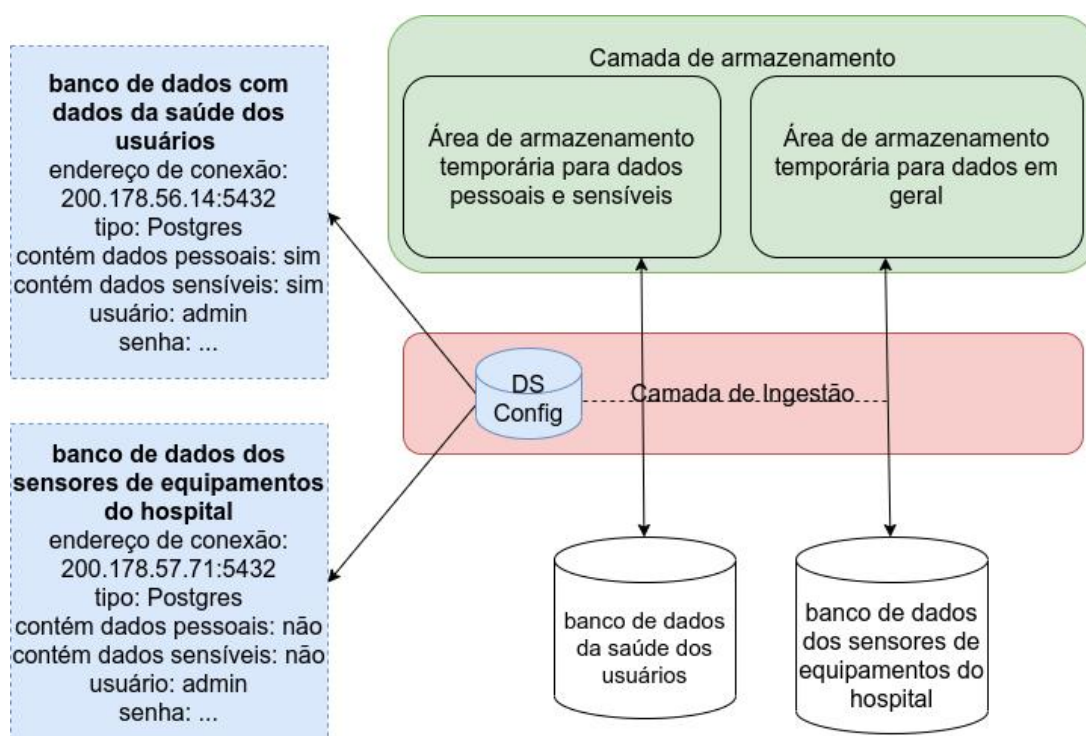 banco de dados com
dados da saúde dos
usuários
endereço de conexão:
200.178.56.14:5432
tipo: Postgres
contém dados pessoais: sim
contém dados sensíveis: sim
usuário: admin
senha: ...
banco de dados dos
sensores de equipamentos
do hospital
endereço de conexão:
200.178.57.71:5432
tipo: Postgres
contém dados pessoais: não
contém dados sensíveis: não
usuário: admin
senha: ...
Camada de armazenamento
Área de armazenamento
temporária para dados
pessoais e sensíveis
Área de armazenamento
temporária para dados em
geral
DS
Config
Camada de Ingestão
banco de dados
da saúde dos
usuários
banco de dados
dos sensores de
equipamentos do
hospital